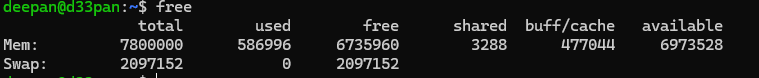 deepan@d33pan:~$ free
total used free shared buff/cache available
Mem: 7800000 586996 6735960 3288 477044 6973528
Swap: 2097152 0 2097152